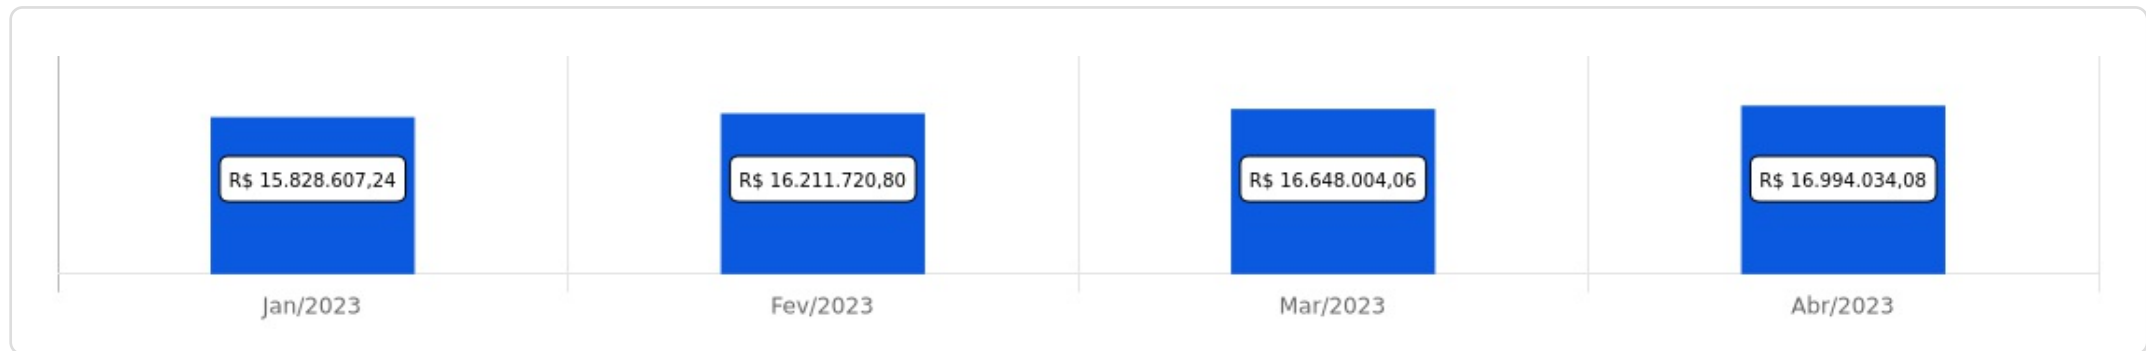 R$ 15.828.607,24
R$ 16.211.720,80
R$ 16.648.004,06
R$ 16.994.034,08
Jan/2023
Fev/2023
Mar/2023
Abr/2023